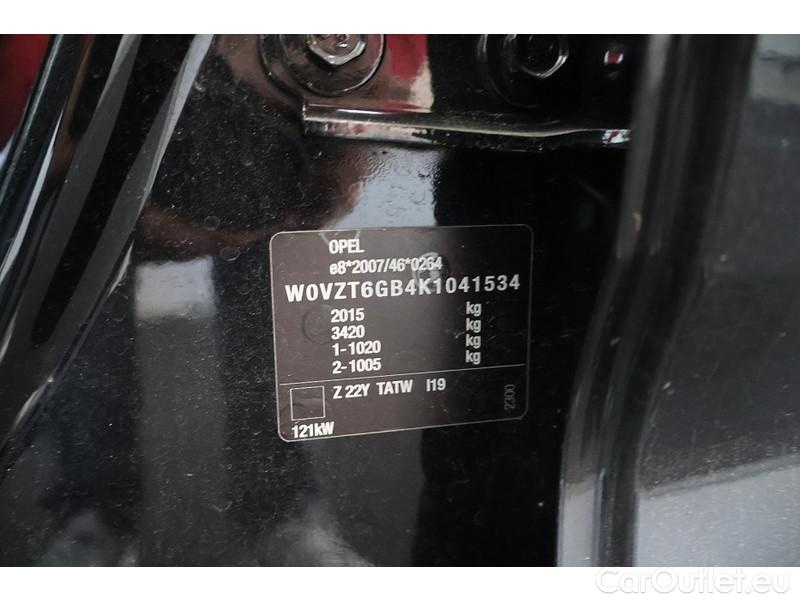 OPEL
e8*2007/46*0264
W0VZT6GB4K1041534
2015 kg
3420 kg
1-1020 kg
2-1005 kg
Z 22Y TATW I19
2300
121kW
CarOutlet.eu